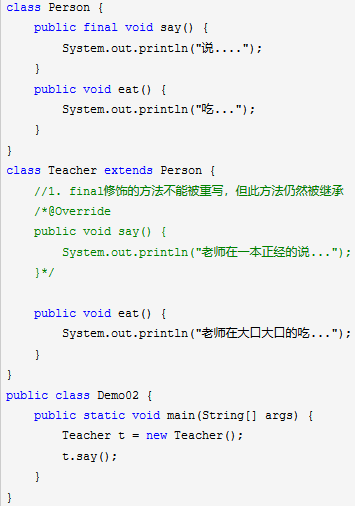 class Person {
    public final void say() {
        System.out.println("说....");
    }
    public void eat() {
        System.out.println("吃...");
    }
}
class Teacher extends Person {
    //1. final修饰的方法不能被重写，但此方法仍然被继承
    /*@Override
    public void say() {
        System.out.println("老师在一本正经的说...");
    }*/

    public void eat() {
        System.out.println("老师在大口大口的吃...");
    }
}
public class Demo02 {
    public static void main(String[] args) {
        Teacher t = new Teacher();
        t.say();
    }
}